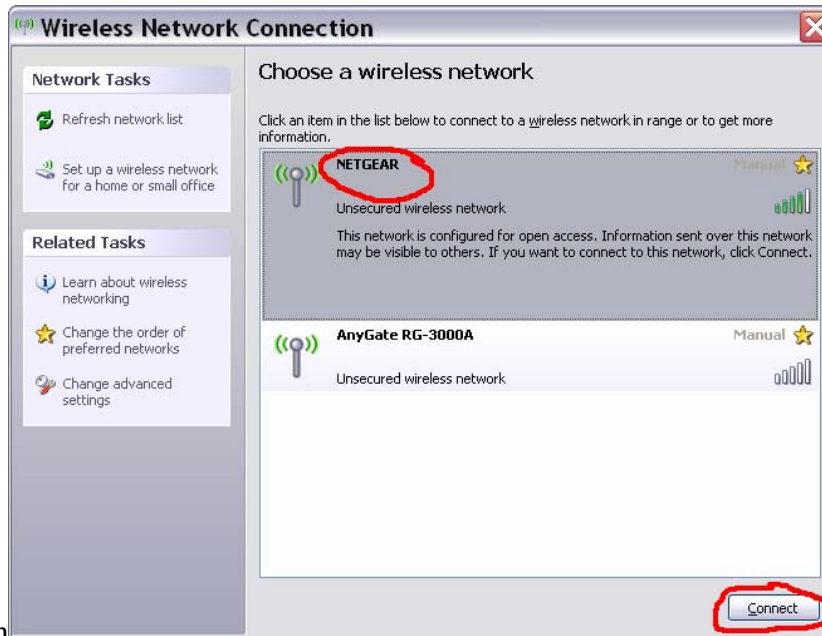 Wireless Network Connection
Network Tasks
Refresh network list
Set up a wireless network
for a home or small office
Related Tasks
Learn about wireless
networking
Change the order of
preferred networks
Change advanced
settings
Choose a wireless network
Click an item in the list below to connect to a wireless network in range or to get more
information.
NETGEAR
Manual
Unsecured wireless network
This network is configured for open access. Information sent over this network
may be visible to others. If you want to connect to this network, click Connect.
AnyGate RG-3000A
Manual
Unsecured wireless network
Connect